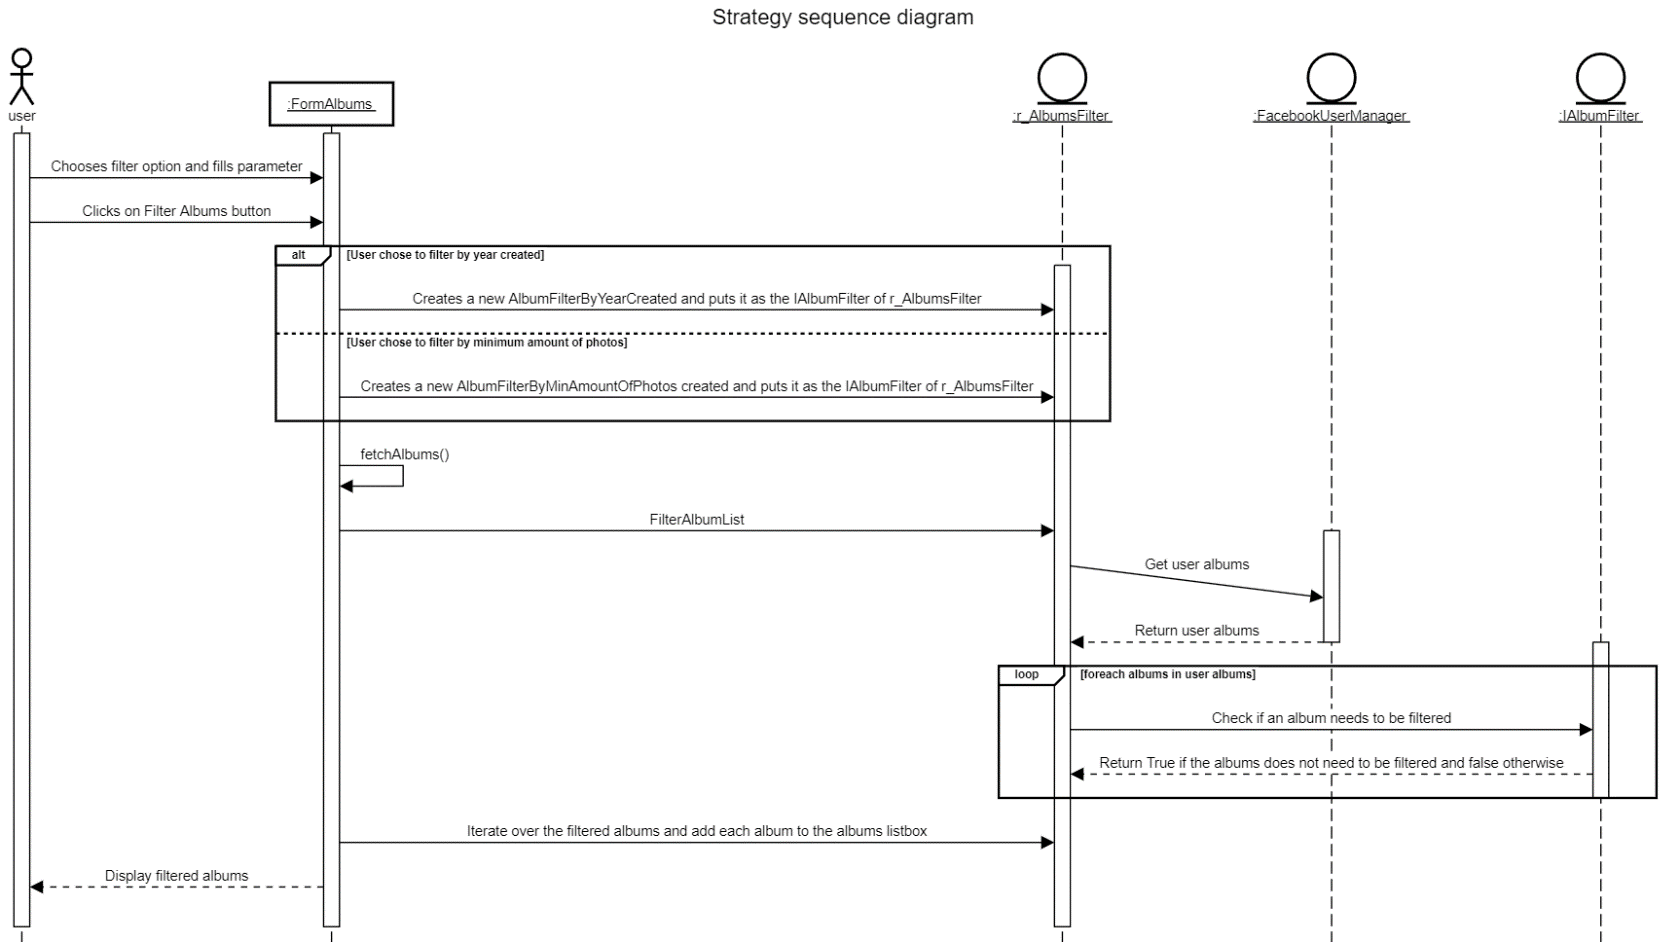 Strategy sequence diagram
user
:FormAlbums
:r_AlbumsFilter
:FacebookUserManager
:IAlbumFilter
Chooses filter option and fills parameter
Clicks on Filter Albums button
alt
[User chose to filter by year created]
Creates a new AlbumFilterByYearCreated and puts it as the IAlbumFilter of r_AlbumsFilter
[User chose to filter by minimum amount of photos]
Creates a new AlbumFilterByMinAmountOfPhotos created and puts it as the IAlbumFilter of r_AlbumsFilter
fetchAlbums()
FilterAlbumList
Get user albums
Return user albums
loop
[foreach albums in user albums]
Check if an album needs to be filtered
Return True if the albums does not need to be filtered and false otherwise
Iterate over the filtered albums and add each album to the albums listbox
Display filtered albums